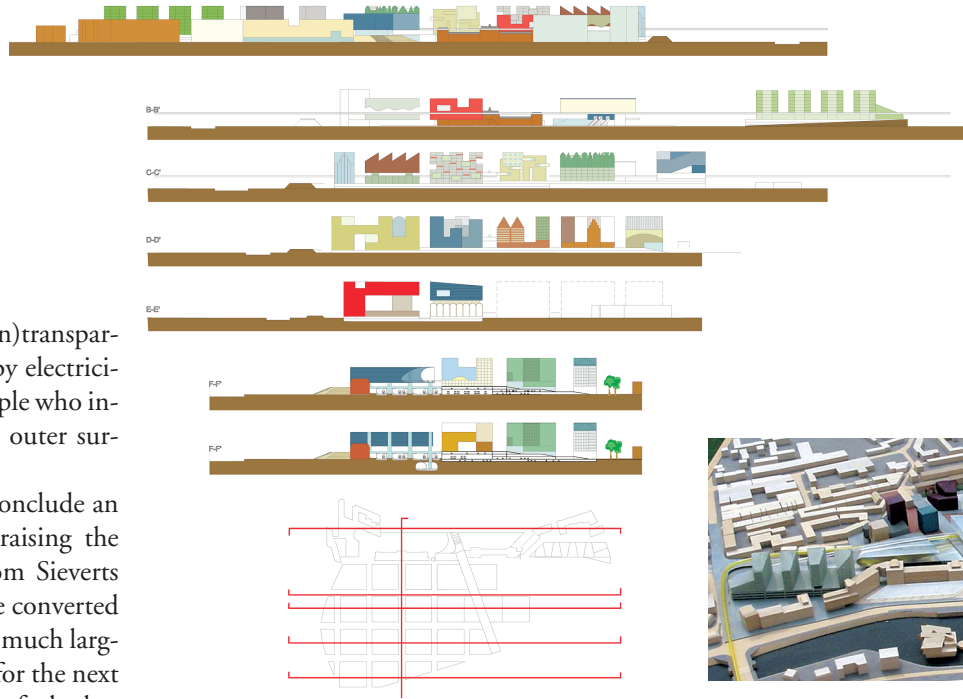 B-B'
C-C'
D-D'
E-E'
F-F'
F-F'
n)transpar-
by electrici-
ple who in-
outer sur-
onclude an
raising the
om Sieverts
e converted
much larg-
for the next